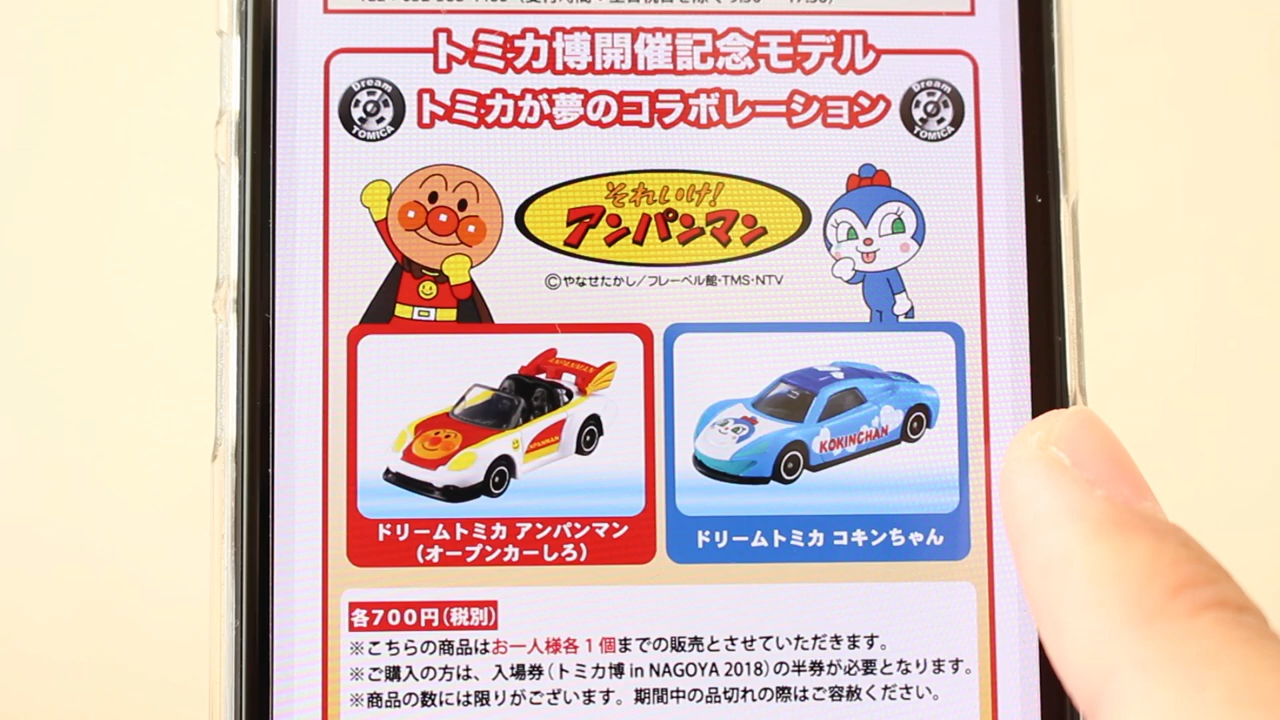 トミカ博開催記念モデル
トミカが夢のコラボレーション
Dream
TOMICA
Dream
TOMICA
それいけ!
アンパンマン
©やなせたかし/フレーベル館・TMS・NTV
ANPANMAN
ANPANMAN
KOKINCHAN
ドリームトミカ アンパンマン
(オープンカーしろ)
ドリームトミカ コキンちゃん
各700円(税別)
※こちらの商品はお一人様各1個までの販売とさせていただきます。
※ご購入の方は、入場券(トミカ博 in NAGOYA 2018)の半券が必要となります。
※商品の数には限りがございます。期間中の品切れの際はご容赦ください。